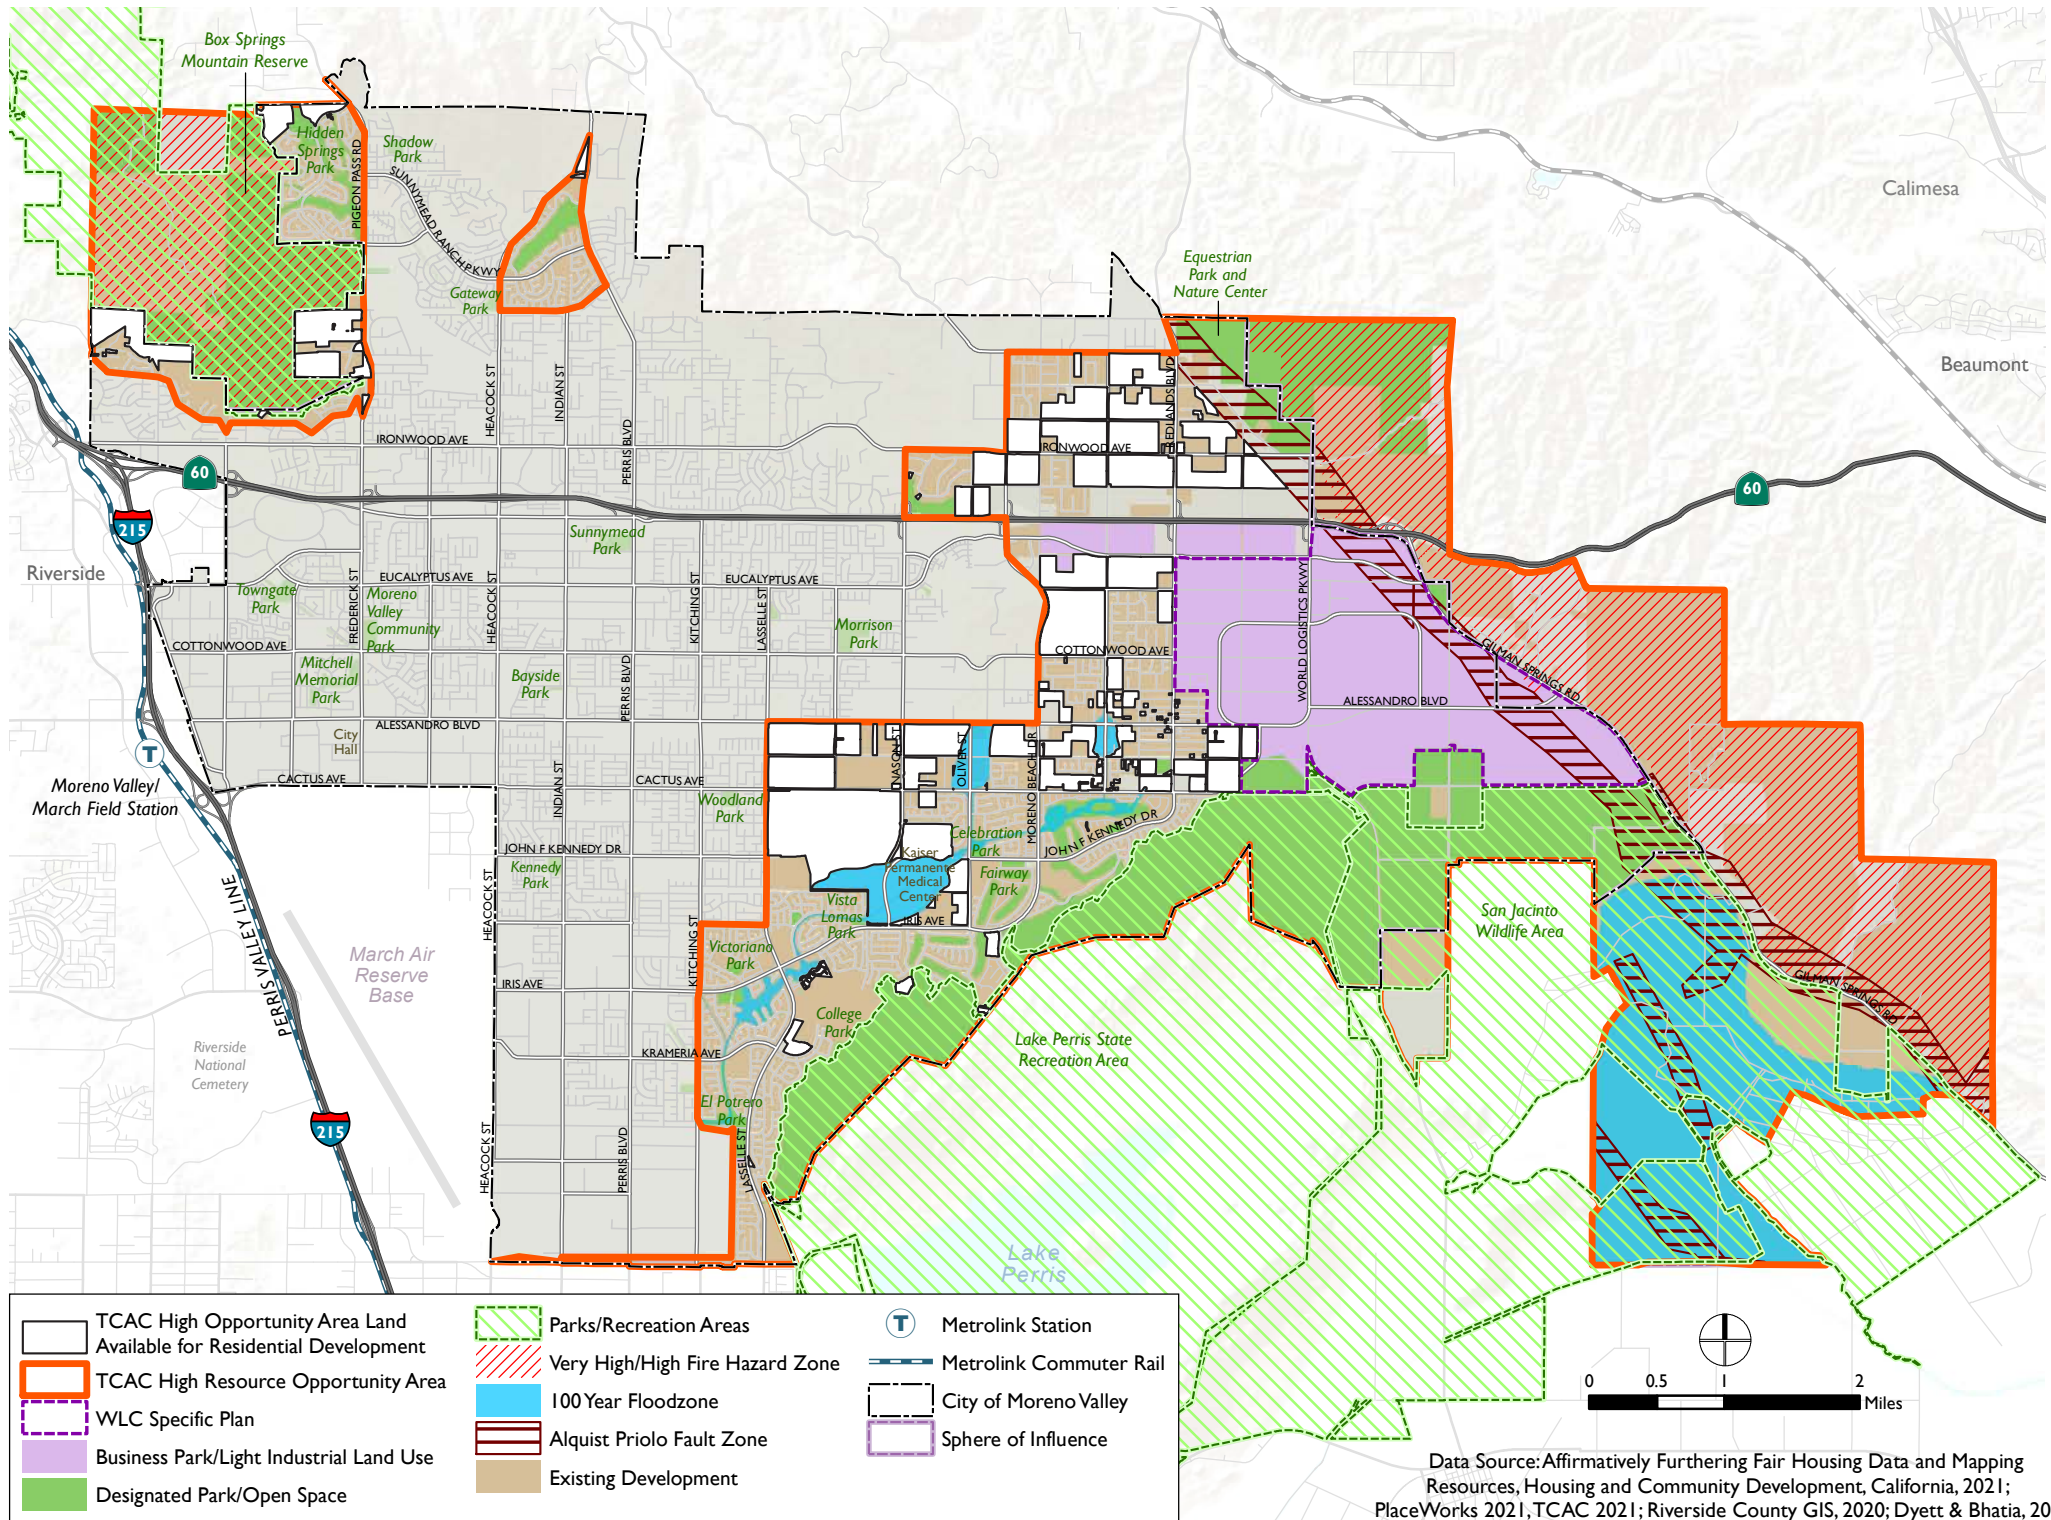 Box Springs
Mountain Reserve
Hidden
Springs
Park
Shadow
Park
PIGEON PASS RD
SUNNYMEAD RANCH PKWY
Gateway
Park
Calimesa
Beaumont
Equestrian
Park and
Nature Center
HEACOCK ST
INDIAN ST
PERRIS BLVD
REDLANDS BLVD
IRONWOOD AVE
IRONWOOD AVE
60
60
215
Riverside
Sunnymead
Park
EUCALYPTUS AVE
EUCALYPTUS AVE
Towngate
Park
FREDERICK ST
Moreno
Valley
Community
Park
HEACOCK ST
KITCHING ST
LASSELLE ST
Morrison
Park
WORLD LOGISTICS PKWY
COTTONWOOD AVE
COTTONWOOD AVE
GILMAN SPRINGS RD
Mitchell
Memorial
Park
Bayside
Park
PERRIS BLVD
ALESSANDRO BLVD
ALESSANDRO BLVD
City
Hall
NASON ST
OLIVER ST
MORENO BEACH DR
CACTUS AVE
CACTUS AVE
INDIAN ST
Moreno Valley/
March Field Station
T
Woodland
Park
Celebration
Park
JOHN F KENNEDY DR
JOHN F KENNEDY DR
Kennedy
Park
Kaiser
Permanente
Medical
Center
Fairway
Park
Vista
Lomas
Park
IRIS AVE
HEACOCK ST
KITCHING ST
San Jacinto
Wildlife Area
PERRIS VALLEY LINE
March Air
Reserve
Base
Victoriano
Park
IRIS AVE
GILMAN SPRINGS RD
College
Park
Lake Perris State
Recreation Area
Riverside
National
Cemetery
KRAMERIA AVE
El Potrero
Park
215
HEACOCK ST
PERRIS BLVD
LASSELLE ST
Lake
Perris
TCAC High Opportunity Area Land
Available for Residential Development
TCAC High Resource Opportunity Area
WLC Specific Plan
Business Park/Light Industrial Land Use
Designated Park/Open Space
Parks/Recreation Areas
Very High/High Fire Hazard Zone
100 Year Floodzone
Alquist Priolo Fault Zone
Existing Development
T
Metrolink Station
Metrolink Commuter Rail
City of Moreno Valley
Sphere of Influence
0 0.5 1 2
Miles
Data Source: Affirmatively Furthering Fair Housing Data and Mapping
Resources, Housing and Community Development, California, 2021;
PlaceWorks 2021, TCAC 2021; Riverside County GIS, 2020; Dyett & Bhatia, 20